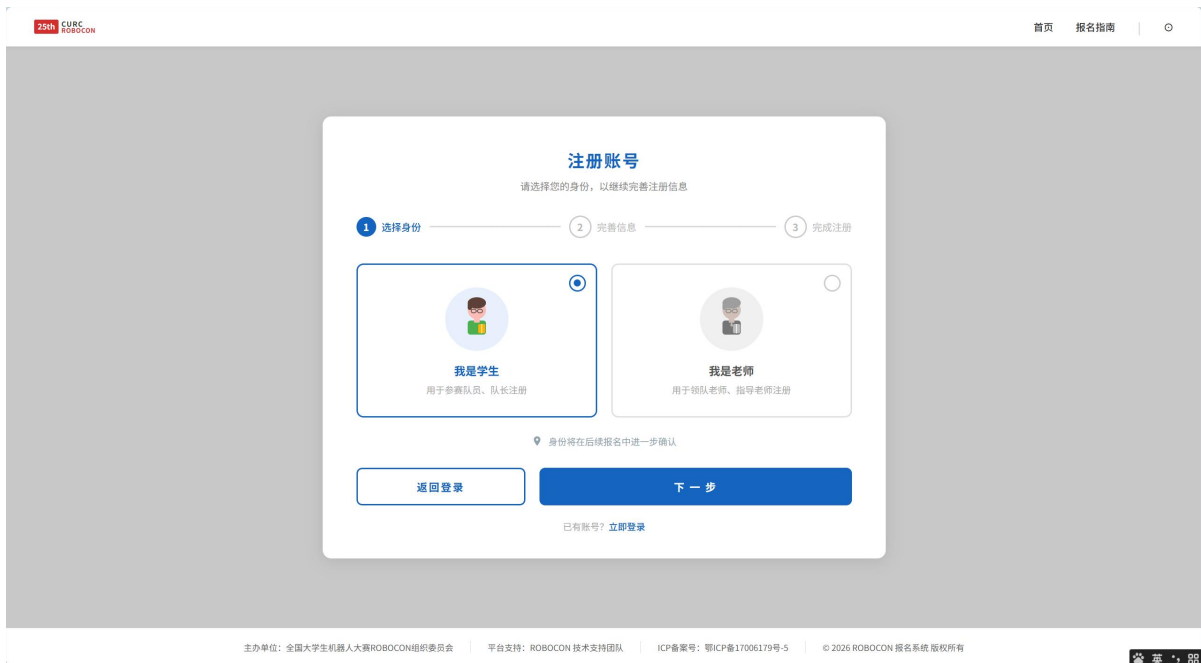 25th CURC ROBOCON
首页 报名指南
注册账号
请选择您的身份，以继续完善注册信息
1 选择身份 2 完善信息 3 完成注册
我是学生 我是老师
用于参赛队员、队长注册 用于领队老师、指导老师注册
身份将在后续报名中进一步确认
返回登录 下一步
已有账号？立即登录
主办单位：全国大学生机器人大赛ROBOCON组织委员会 平台支持：ROBOCON 技术支持团队 ICP备案号：鄂ICP备17006179号-5 © 2026 ROBOCON 报名系统 版权所有
英